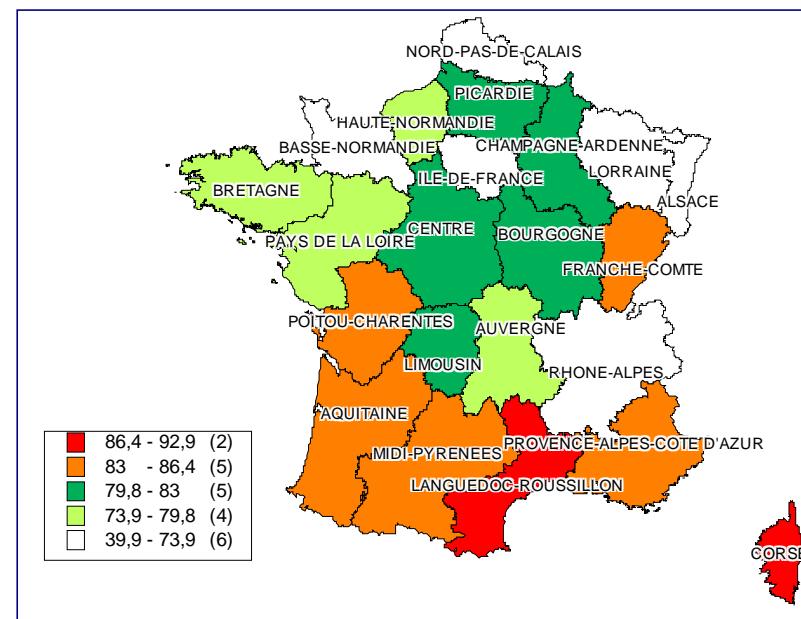 NORD-PAS-DE-CALAIS
PICARDIE
HAUTE-NORMANDIE
BASSE-NORMANDIE
CHAMPAGNE-ARDENNE
LORRAINE
ILE-DE-FRANCE
ALSACE
BRETAGNE
PAYS DE LA LOIRE
CENTRE
BOURGOGNE
FRANCHE-COMTE
POITOU-CHARENTES
AUVERGNE
LIMOUSIN
RHONE-ALPES
AQUITAINE
PROVENCE-ALPES-COTE D'AZUR
MIDI-PYRENEES
LANGUEDOC-ROUSSILLON
CORSE
86,4 - 92,9 (2)
83 - 86,4 (5)
79,8 - 83 (5)
73,9 - 79,8 (4)
39,9 - 73,9 (6)